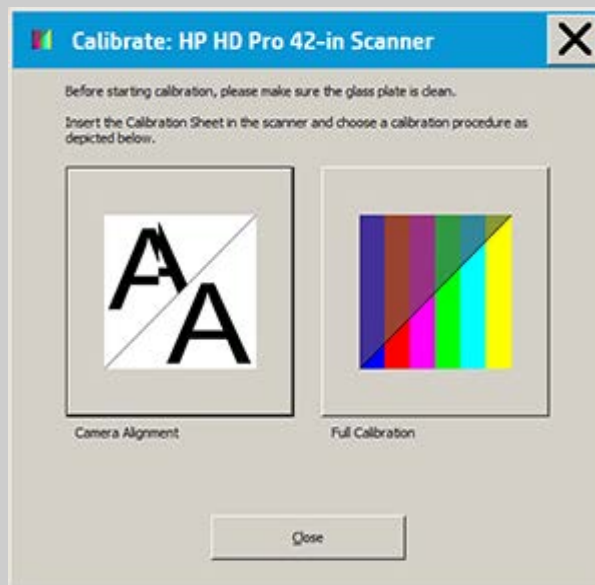 Calibrate: HP HD Pro 42-in Scanner
Before starting calibration, please make sure the glass plate is clean.
Insert the Calibration Sheet in the scanner and choose a calibration procedure as
depicted below.
A
A
Camera Alignment
Full Calibration
Close